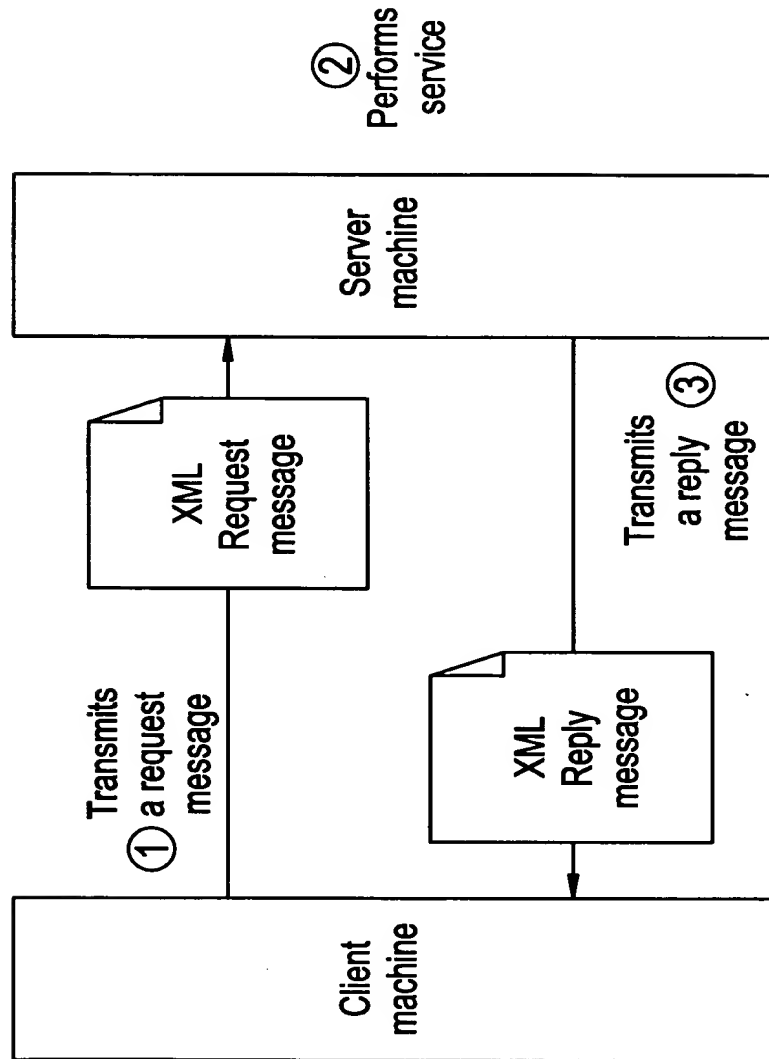 Client
machine
Transmits
① a request
message
XML
Request
message
Server
machine
②
Performs
service
Transmits
a reply ③
message
XML
Reply
message